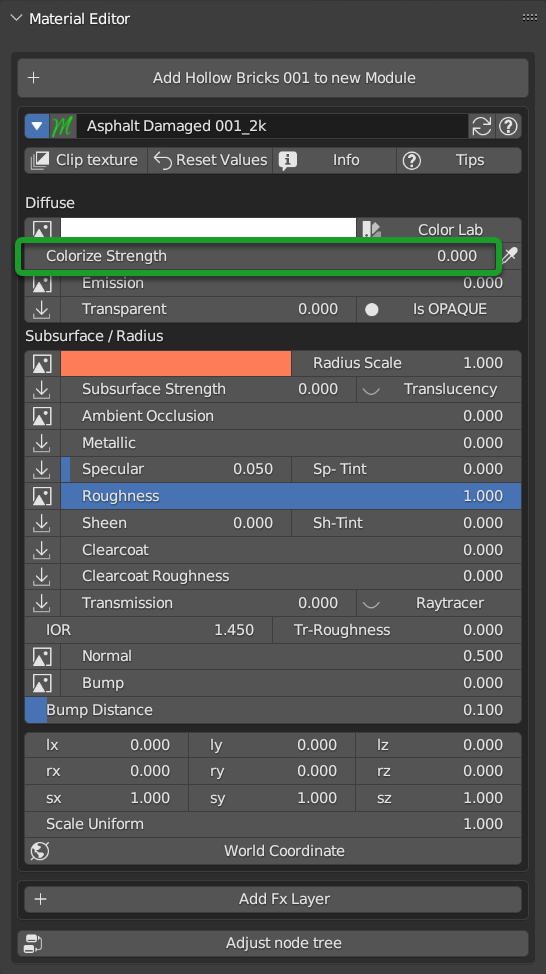 Material Editor
Add Hollow Bricks 001 to new Module
Asphalt Damaged 001_2k
Clip texture Reset Values Info Tips
Diffuse
Color Lab
Colorize Strength 0.000
Emission 0.000
Transparent 0.000 Is OPAQUE
Subsurface / Radius
Radius Scale 1.000
Subsurface Strength 0.000 Translucency
Ambient Occlusion 0.000
Metallic 0.000
Specular 0.050 Sp- Tint 0.000
Roughness 1.000
Sheen 0.000 Sh-Tint 0.000
Clearcoat 0.000
Clearcoat Roughness 0.000
Transmission 0.000 Raytracer
IOR 1.450 Tr-Roughness 0.000
Normal 0.500
Bump 0.000
Bump Distance 0.100
lx 0.000 ly 0.000 lz 0.000
rx 0.000 ry 0.000 rz 0.000
sx 1.000 sy 1.000 sz 1.000
Scale Uniform 1.000
World Coordinate
Add Fx Layer
Adjust node tree